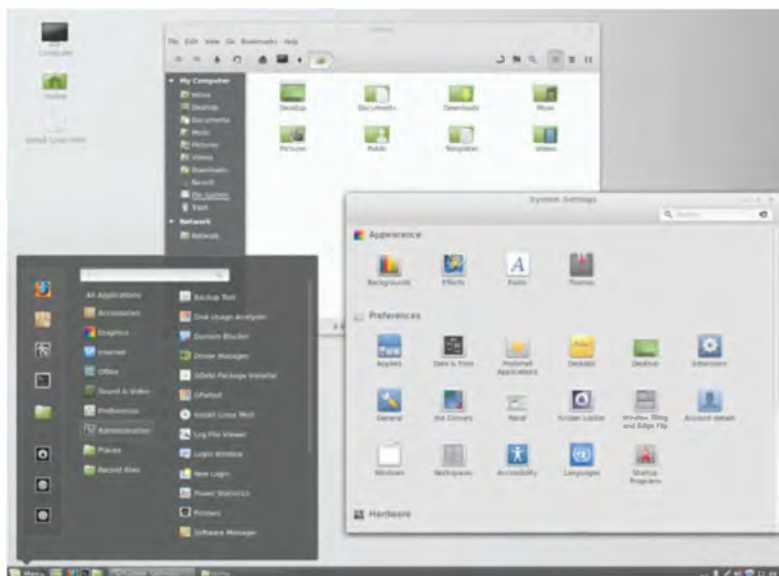 Computer
Home
Install Linux Mint
File Edit View Go Bookmarks Help
My Computer
Home
Desktop
Documents
Music
Pictures
Videos
Downloads
Recent
File System
Trash
Network
Network
Desktop
Documents
Downloads
Music
Pictures
Public
Templates
Videos
System Settings
Appearance
Backgrounds
Effects
Fonts
Themes
Preferences
Applets
Date & Time
Preferred
Applications
Desklets
Desktop
Extensions
General
Hot Corners
Panel
Screen Locker
Window Tiling
and Edge Flip
Account details
Windows
Workspaces
Accessibility
Languages
Startup
Programs
Hardware
All Applications
Accessories
Graphics
Internet
Office
Sound & Video
Preferences
Administration
Places
Recent Files
Backup Tool
Disk Usage Analyzer
Domain Blocker
Driver Manager
GDebi Package Installer
GParted
Install Linux Mint
Log File Viewer
Login Window
New Login
Power Statistics
Printers
Software Manager
Menu